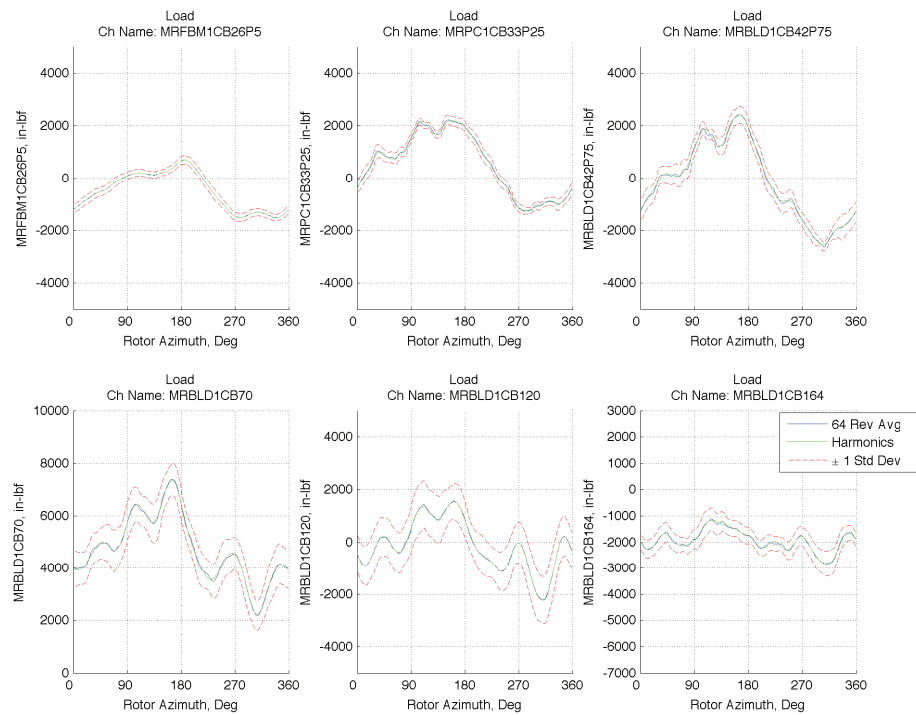 Load
Ch Name: MRFBM1CB26P5
4000
2000
0
-2000
-4000
MRFBM1CB26P5, in-lbf
0 90 180 270 360
Rotor Azimuth, Deg
Load
Ch Name: MRPC1CB33P25
4000
2000
0
-2000
-4000
MRPC1CB33P25, in-lbf
0 90 180 270 360
Rotor Azimuth, Deg
Load
Ch Name: MRBLD1CB42P75
4000
2000
0
-2000
-4000
MRBLD1CB42P75, in-lbf
0 90 180 270 360
Rotor Azimuth, Deg
Load
Ch Name: MRBLD1CB70
10000
8000
6000
4000
2000
0
MRBLD1CB70, in-lbf
0 90 180 270 360
Rotor Azimuth, Deg
Load
Ch Name: MRBLD1CB120
4000
2000
0
-2000
-4000
MRBLD1CB120, in-lbf
0 90 180 270 360
Rotor Azimuth, Deg
Load
Ch Name: MRBLD1CB164
3000
2000
1000
0
-1000
-2000
-3000
-4000
-5000
-6000
-7000
MRBLD1CB164, in-lbf
0 90 180 270 360
Rotor Azimuth, Deg
64 Rev Avg
Harmonics
± 1 Std Dev